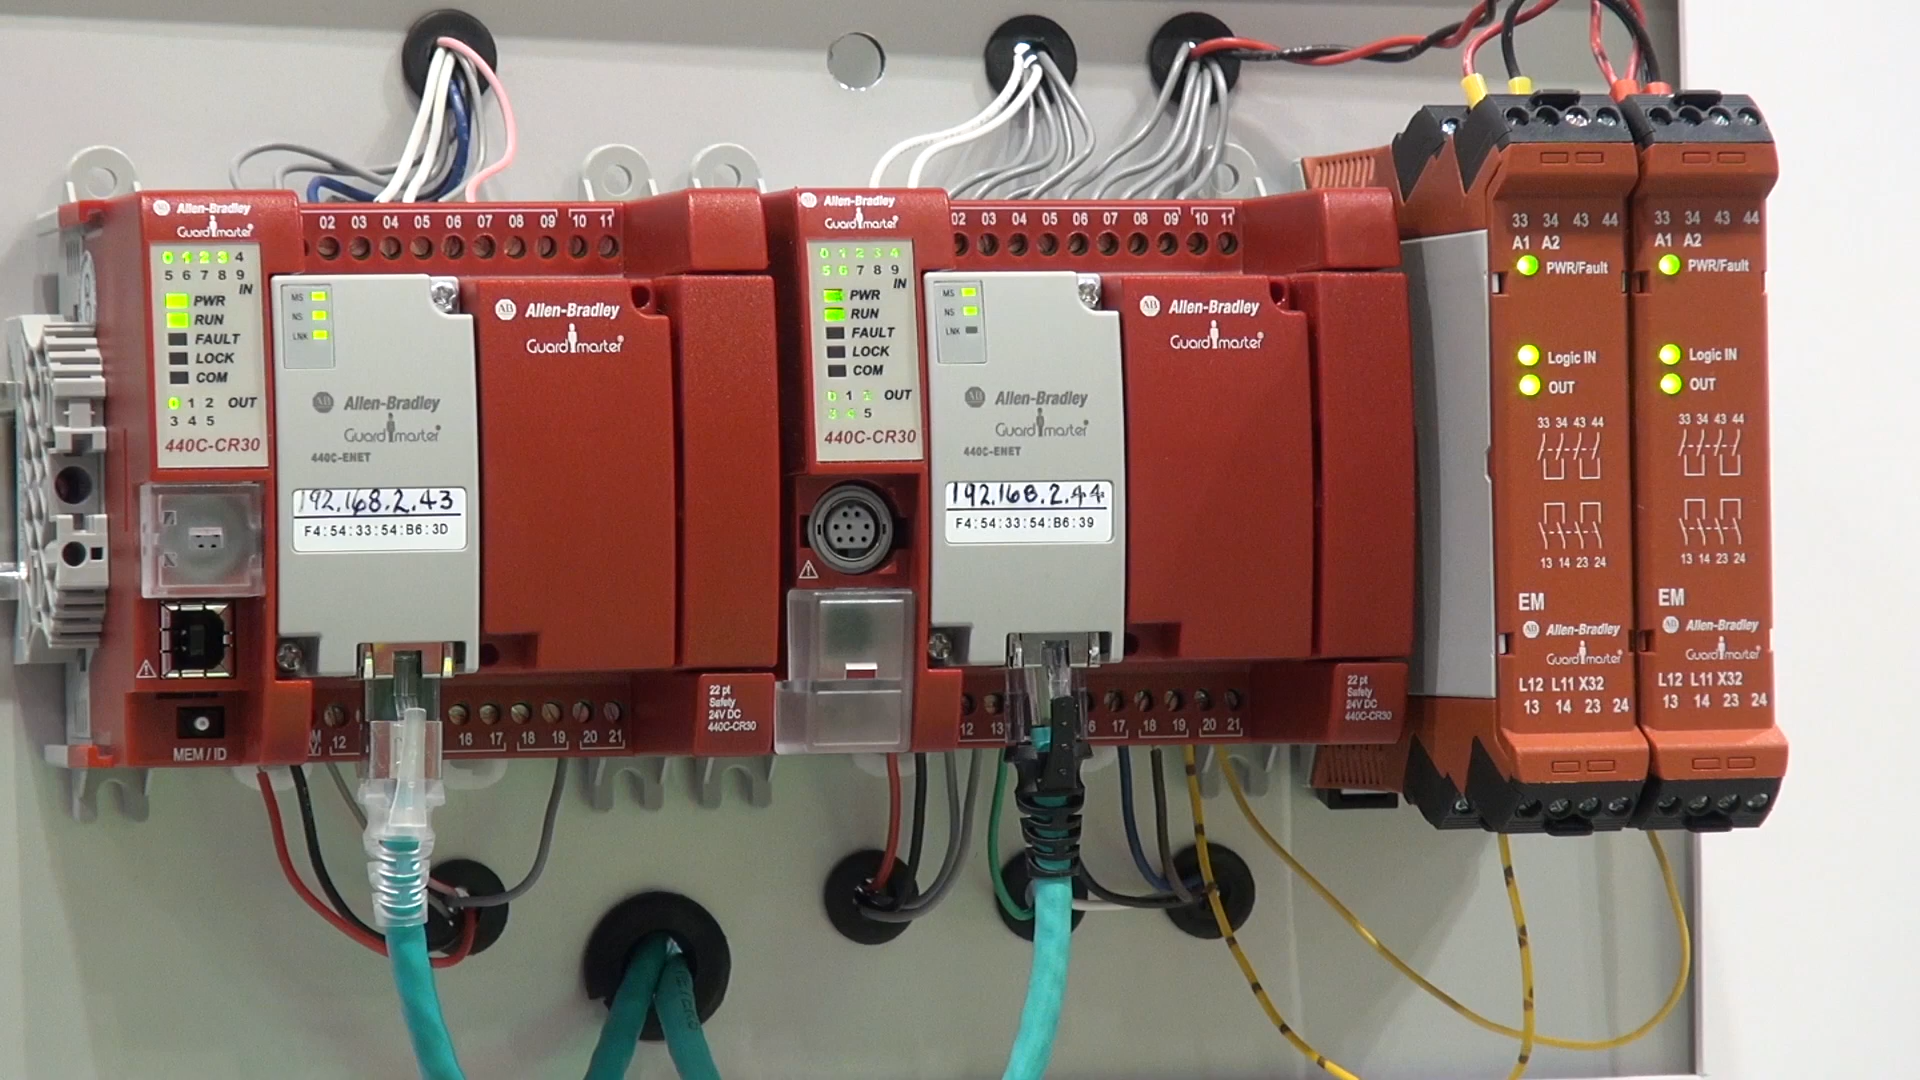 Allen-Bradley
Guardmaster
0 1 2 3 4
5 6 7 8 9
IN
PWR
RUN
FAULT
LOCK
COM
0 1 2 OUT
3 4 5
440C-CR30
MEM / ID
02 03 04 05 06 07 08 09 10 11
MS
NS
LNK
Allen-Bradley
Guardmaster
440C-ENET
192.168.2.43
F4:54:33:54:B6:3D
Allen-Bradley
Guardmaster
12 16 17 18 19 20 21
22 pt
Safety
24V DC
440C-CR30
Allen-Bradley
Guardmaster
0 1 2 3 4
5 6 7 8 9
IN
PWR
RUN
FAULT
LOCK
COM
0 1 2 OUT
3 4 5
440C-CR30
02 03 04 05 06 07 08 09 10 11
MS
NS
LNK
Allen-Bradley
Guardmaster
440C-ENET
192.168.2.44
F4:54:33:54:B6:39
Allen-Bradley
Guardmaster
12 13 17 18 19 20 21
22 pt
Safety
24V DC
440C-CR30
33 34 43 44
A1 A2
PWR/Fault
Logic IN
OUT
33 34 43 44
13 14 23 24
EM
Allen-Bradley
Guardmaster
L12 L11 X32
13 14 23 24
33 34 43 44
A1 A2
PWR/Fault
Logic IN
OUT
33 34 43 44
13 14 23 24
EM
Allen-Bradley
Guardmaster
L12 L11 X32
13 14 23 24